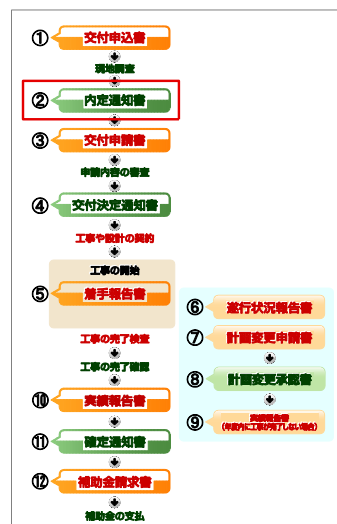 ① 交付申込書
現地調査
② 内定通知書
③ 交付申請書
申請内容の審査
④ 交付決定通知書
工事や設計の契約
工事の開始
⑤ 着手報告書
工事の完了検査
工事の完了確認
⑩ 実績報告書
⑪ 確定通知書
⑫ 補助金請求書
補助金の支払
⑥ 遂行状況報告書
⑦ 計画変更申請書
⑧ 計画変更承認書
⑨ 実績報告書
(年度内に工事が完了しない場合)